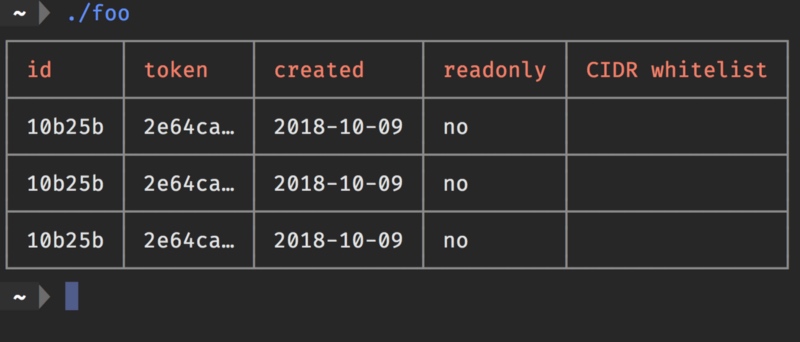 ~ ./foo
id token created readonly CIDR whitelist
10b25b 2e64ca… 2018-10-09 no
10b25b 2e64ca… 2018-10-09 no
10b25b 2e64ca… 2018-10-09 no
~